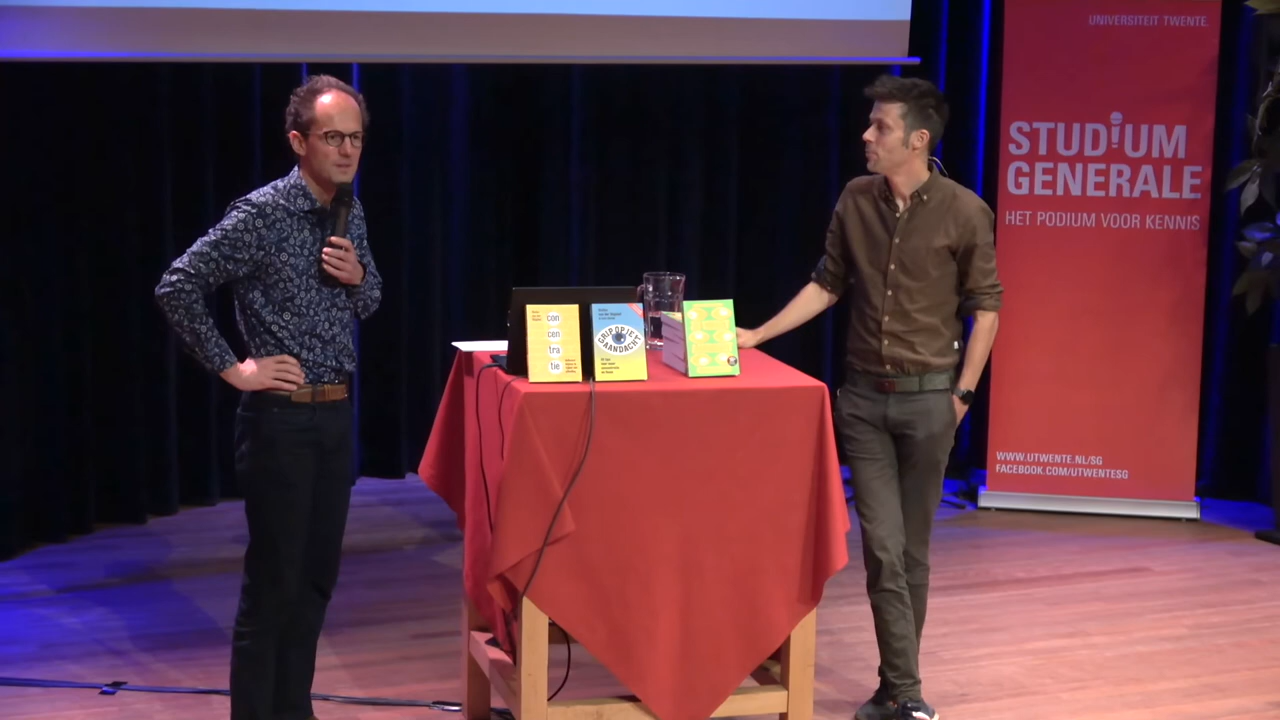 UNIVERSITEIT TWENTE.
STUDIUM
GENERALE
HET PODIUM VOOR KENNIS
WWW.UTWENTE.NL/SG
FACEBOOK.COM/UTWENTESG
con
cen
tra
tie
GRIP OP JE
AANDACHT